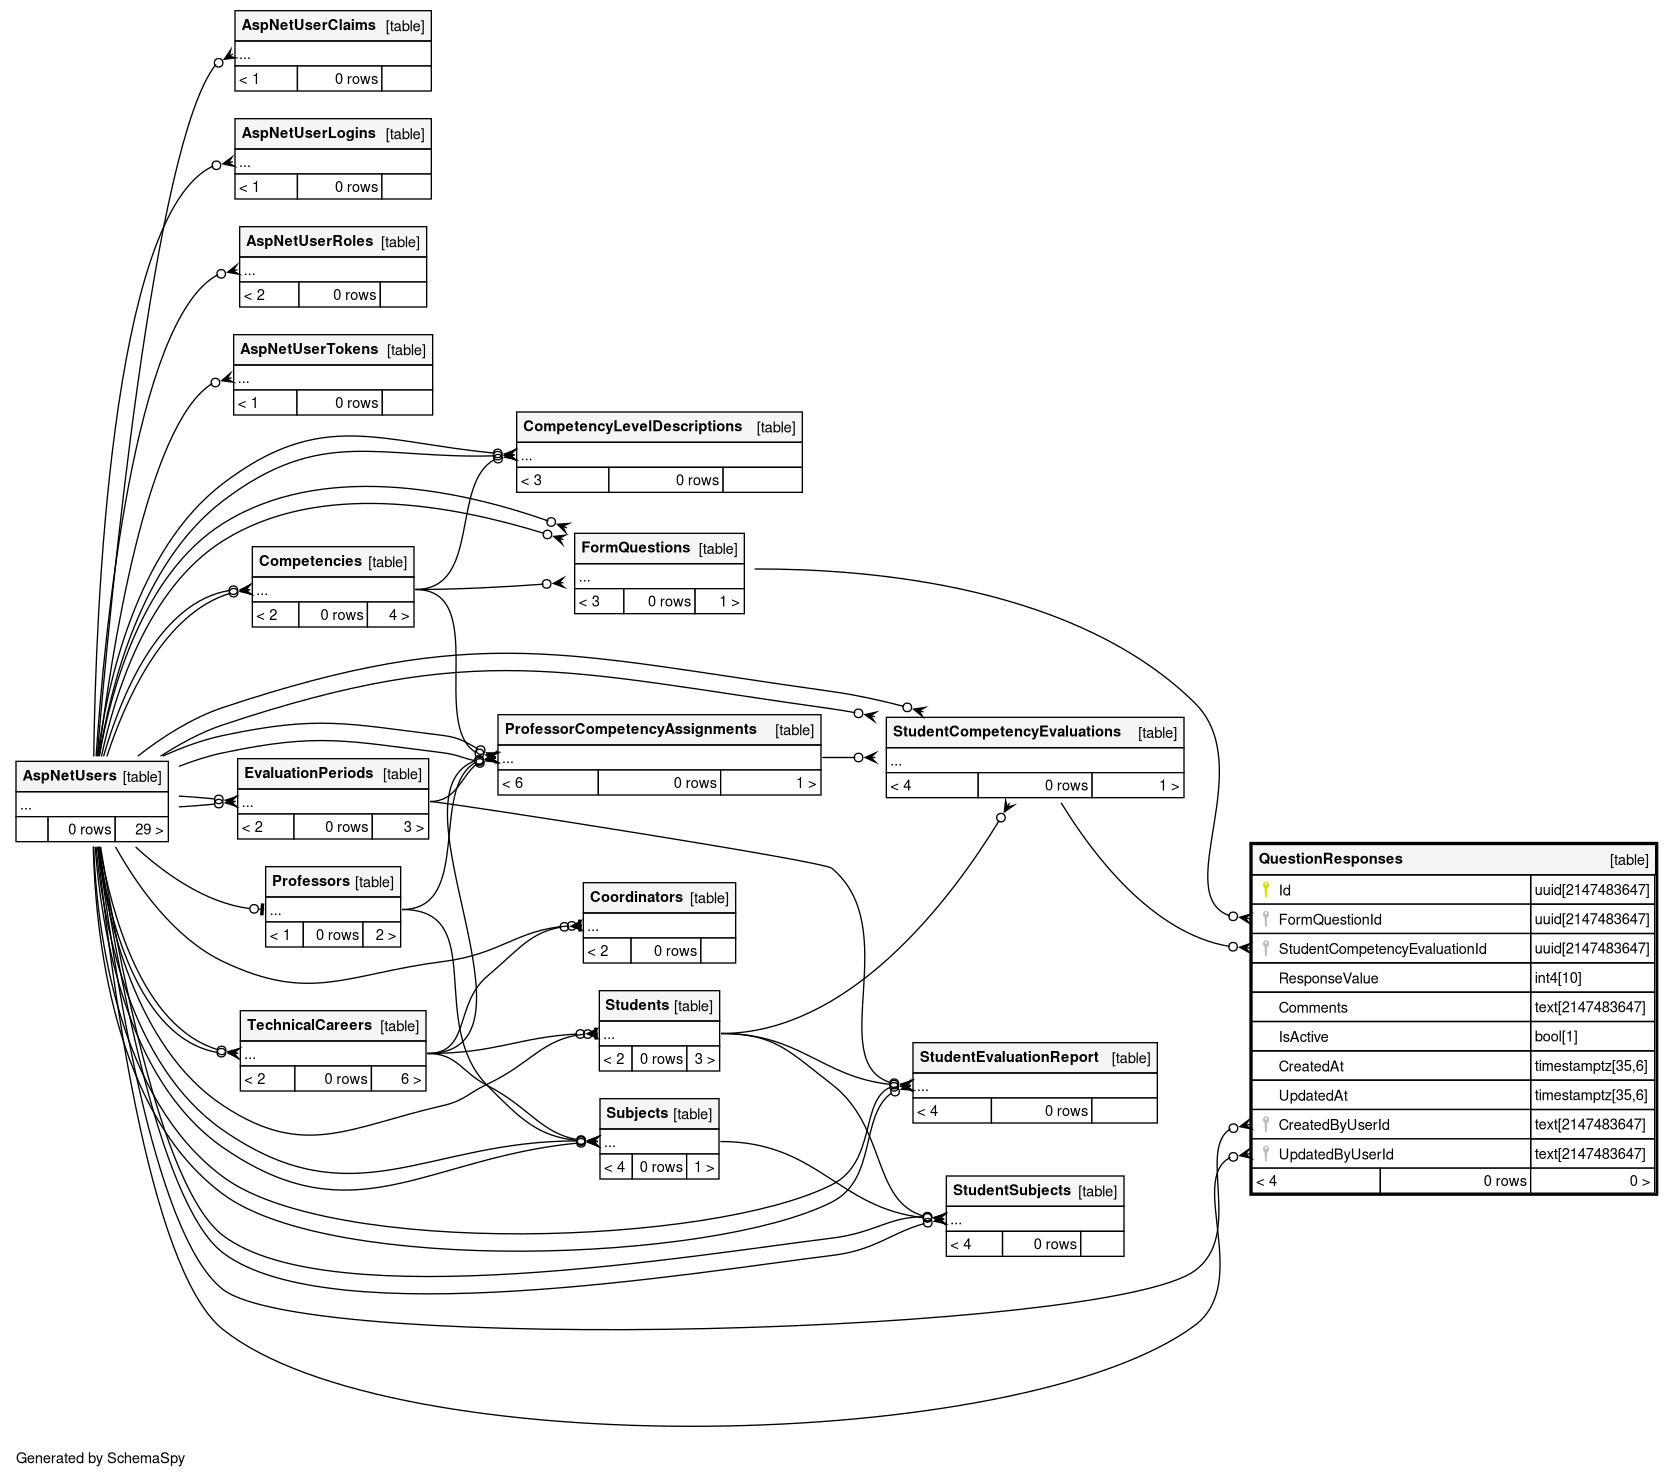 AspNetUserClaims [table]
...
< 1 0 rows
AspNetUserLogins [table]
...
< 1 0 rows
AspNetUserRoles [table]
...
< 2 0 rows
AspNetUserTokens [table]
...
< 1 0 rows
CompetencyLevelDescriptions [table]
...
< 3 0 rows
FormQuestions [table]
...
< 3 0 rows 1 >
Competencies [table]
...
< 2 0 rows 4 >
ProfessorCompetencyAssignments [table]
...
< 6 0 rows 1 >
StudentCompetencyEvaluations [table]
...
< 4 0 rows 1 >
AspNetUsers [table]
...
0 rows 29 >
EvaluationPeriods [table]
...
< 2 0 rows 3 >
Professors [table]
...
< 1 0 rows 2 >
Coordinators [table]
...
< 2 0 rows
TechnicalCareers [table]
...
< 2 0 rows 6 >
Students [table]
...
< 2 0 rows 3 >
Subjects [table]
...
< 4 0 rows 1 >
StudentEvaluationReport [table]
...
< 4 0 rows
StudentSubjects [table]
...
< 4 0 rows
QuestionResponses [table]
Id uuid[2147483647]
FormQuestionId uuid[2147483647]
StudentCompetencyEvaluationId uuid[2147483647]
ResponseValue int4[10]
Comments text[2147483647]
IsActive bool[1]
CreatedAt timestamptz[35,6]
UpdatedAt timestamptz[35,6]
CreatedByUserId text[2147483647]
UpdatedByUserId text[2147483647]
< 4 0 rows 0 >
Generated by SchemaSpy